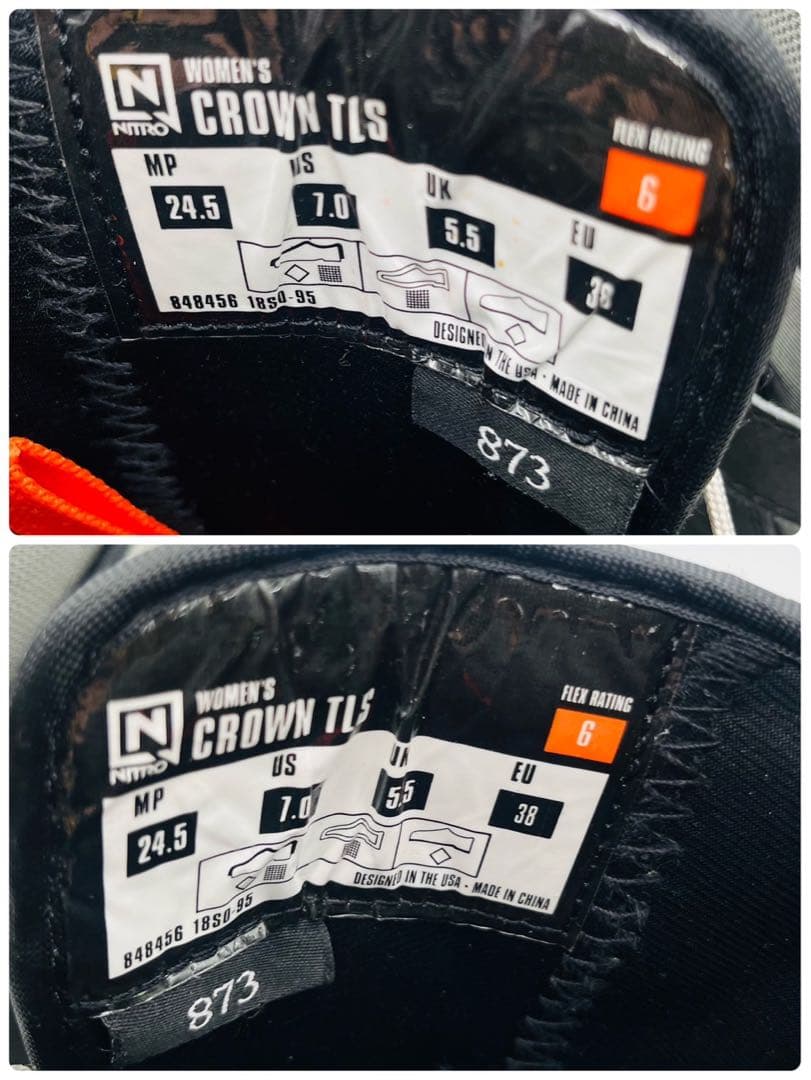 N
NITRO
WOMEN'S
CROWN TLS
FLEX RATING
6
MP
US
UK
EU
24.5
7.0
5.5
38
848456 18S0-95
DESIGNED IN THE USA - MADE IN CHINA
873
N
NITRO
WOMEN'S
CROWN TLS
FLEX RATING
6
MP
US
UK
EU
24.5
7.0
5.5
38
848456 18S0-95
DESIGNED IN THE USA - MADE IN CHINA
873